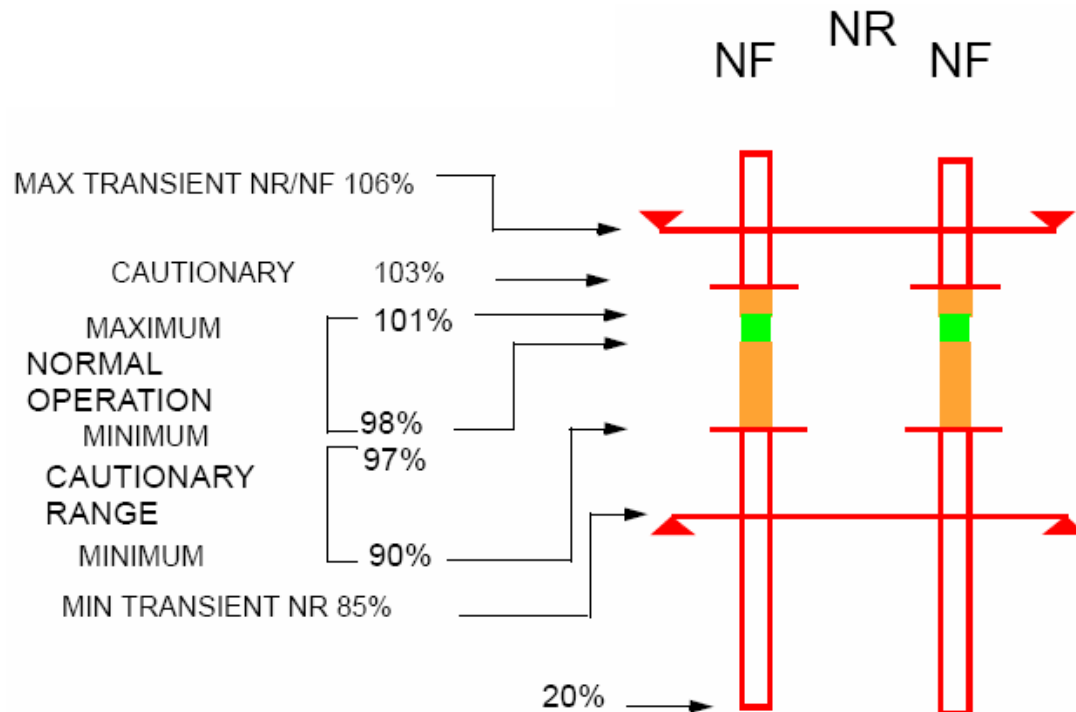 NR
NF NF
MAX TRANSIENT NR/NF 106%
CAUTIONARY 103%
MAXIMUM 101%
NORMAL
OPERATION
MINIMUM 98%
97%
CAUTIONARY
RANGE
MINIMUM 90%
MIN TRANSIENT NR 85%
20%